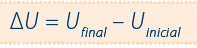 ΔU = U_final – U_inicial